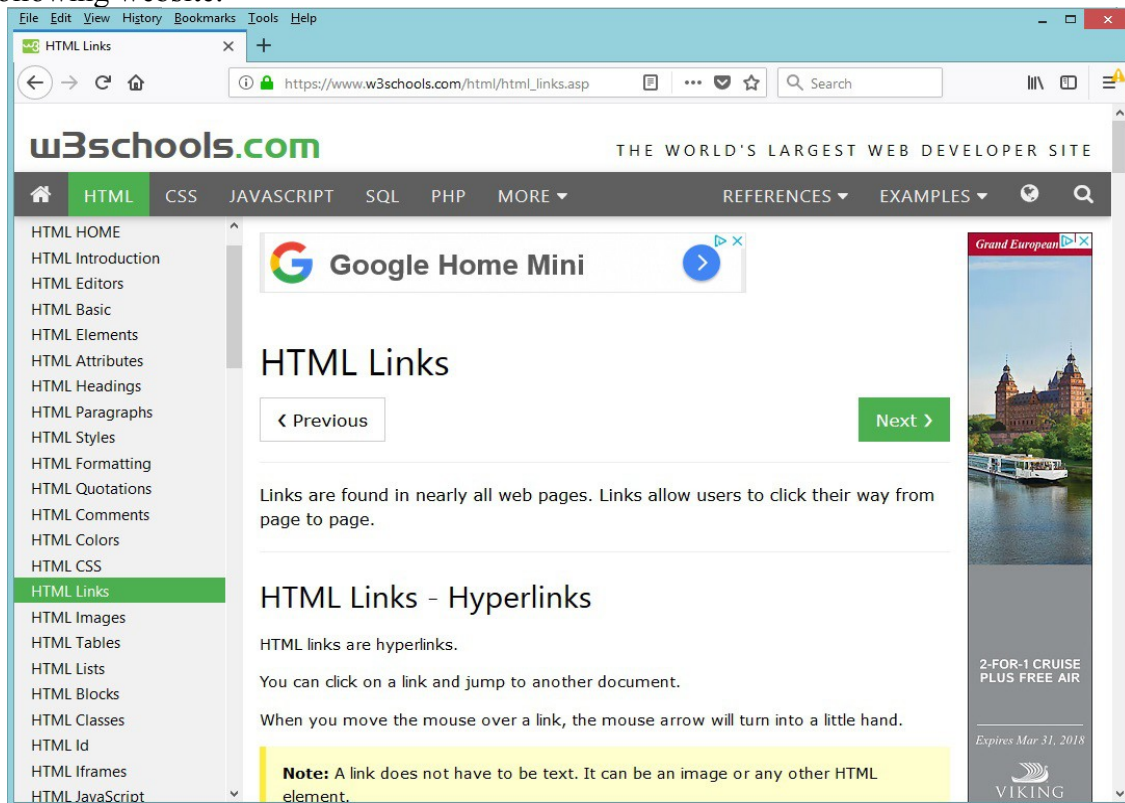 ollowing website:
File Edit View History Bookmarks Tools Help
HTML Links
https://www.w3schools.com/html/html_links.asp
Search
w3schools.com
THE WORLD'S LARGEST WEB DEVELOPER SITE
HTML CSS JAVASCRIPT SQL PHP MORE REFERENCES EXAMPLES
HTML HOME
HTML Introduction
HTML Editors
HTML Basic
HTML Elements
HTML Attributes
HTML Headings
HTML Paragraphs
HTML Styles
HTML Formatting
HTML Quotations
HTML Comments
HTML Colors
HTML CSS
HTML Links
HTML Images
HTML Tables
HTML Lists
HTML Blocks
HTML Classes
HTML Id
HTML Iframes
HTML JavaScript
Google Home Mini
HTML Links
❮ Previous
Next ❯
Links are found in nearly all web pages. Links allow users to click their way from
page to page.
HTML Links - Hyperlinks
HTML links are hyperlinks.
You can click on a link and jump to another document.
When you move the mouse over a link, the mouse arrow will turn into a little hand.
Note: A link does not have to be text. It can be an image or any other HTML
element.
Grand European
2-FOR-1 CRUISE
PLUS FREE AIR
Expires Mar 31, 2018
VIKING